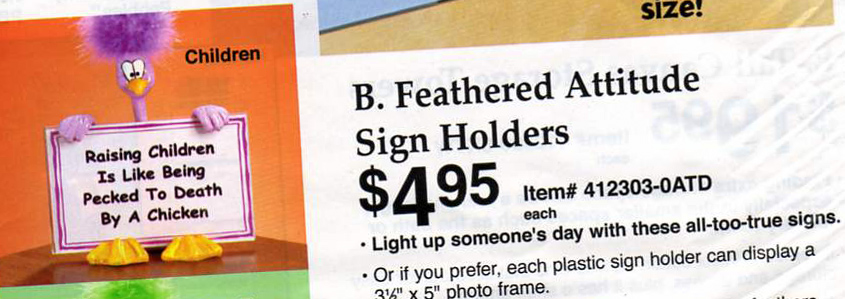 size!
Children
Raising Children
Is Like Being
Pecked To Death
By A Chicken
B. Feathered Attitude
Sign Holders
$495 Item# 412303-0ATD
each
• Light up someone's day with these all-too-true signs.
• Or if you prefer, each plastic sign holder can display a
3½" x 5" photo frame.